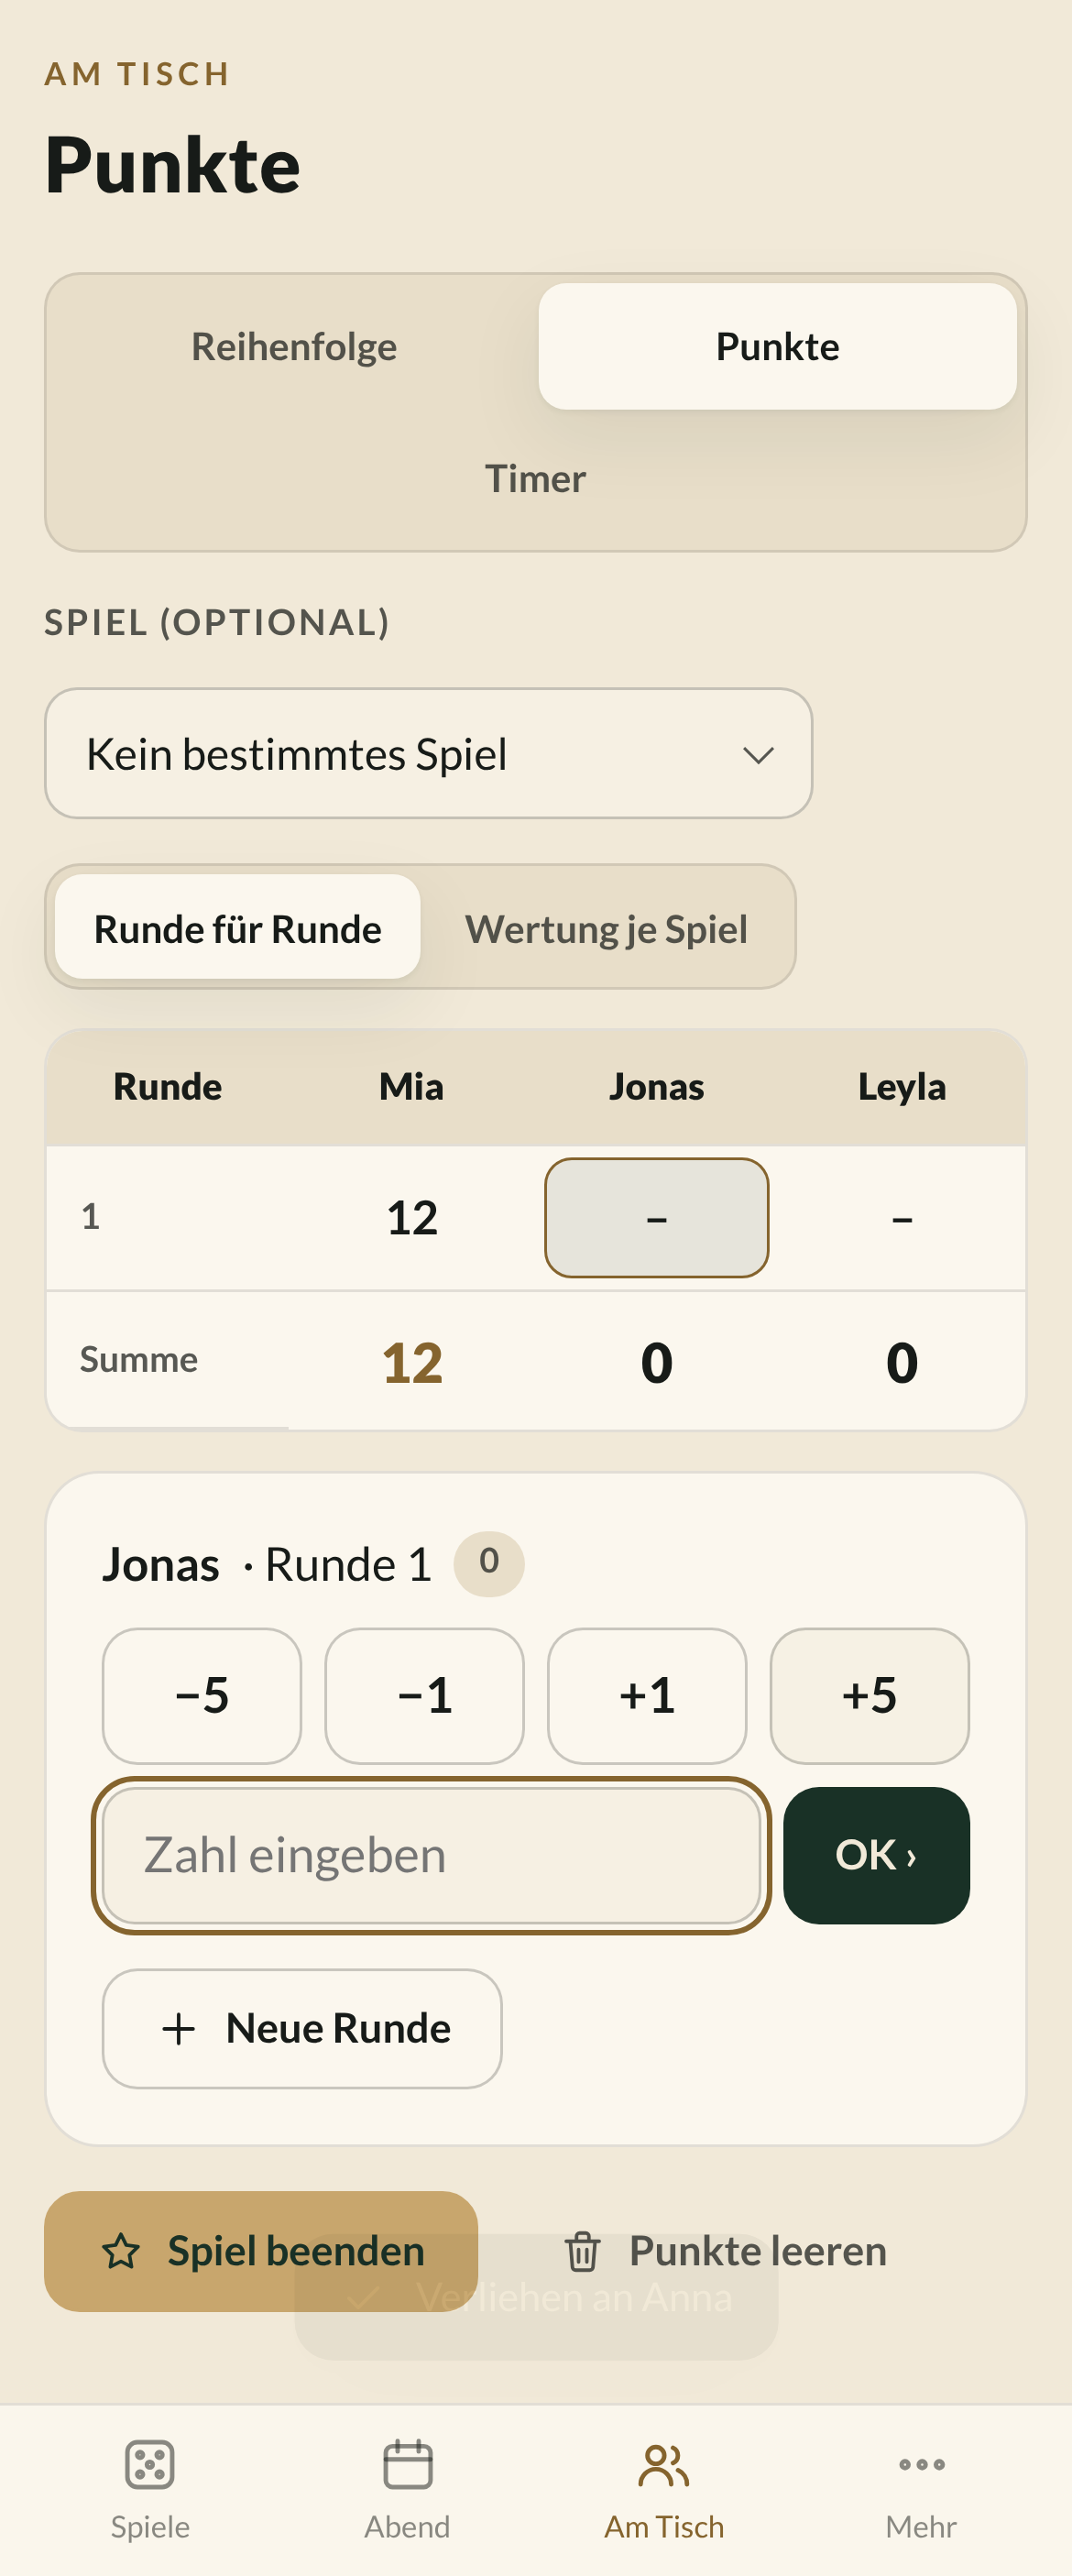 AM TISCH
Punkte
Reihenfolge Punkte
Timer
SPIEL (OPTIONAL)
Kein bestimmtes Spiel
Runde für Runde Wertung je Spiel
Runde Mia Jonas Leyla
1 12 – –
Summe 12 0 0
Jonas · Runde 1 0
−5 −1 +1 +5
Zahl eingeben OK ›
Neue Runde
Spiel beenden Punkte leeren
Verliehen an Anna
Spiele Abend Am Tisch Mehr